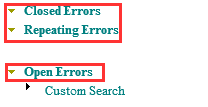 Closed Errors
Repeating Errors
Open Errors
Custom Search